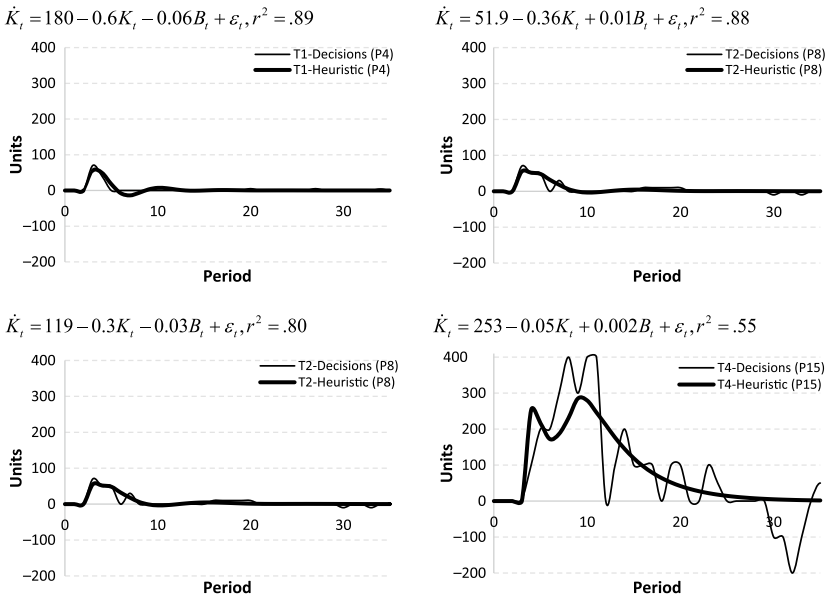 K̇ₜ = 180 − 0.6Kₜ − 0.06Bₜ + εₜ, r² = .89
400
300
200
100
0
−100
−200
Units
0 10 20 30
Period
T1-Decisions (P4)
T1-Heuristic (P4)
K̇ₜ = 51.9 − 0.36Kₜ + 0.01Bₜ + εₜ, r² = .88
400
300
200
100
0
−100
−200
Units
0 10 20 30
Period
T2-Decisions (P8)
T2-Heuristic (P8)
K̇ₜ = 119 − 0.3Kₜ − 0.03Bₜ + εₜ, r² = .80
400
300
200
100
0
−100
−200
Units
0 10 20 30
Period
T2-Decisions (P8)
T2-Heuristic (P8)
K̇ₜ = 253 − 0.05Kₜ + 0.002Bₜ + εₜ, r² = .55
400
300
200
100
0
−100
−200
Units
0 10 20 30
Period
T4-Decisions (P15)
T4-Heuristic (P15)